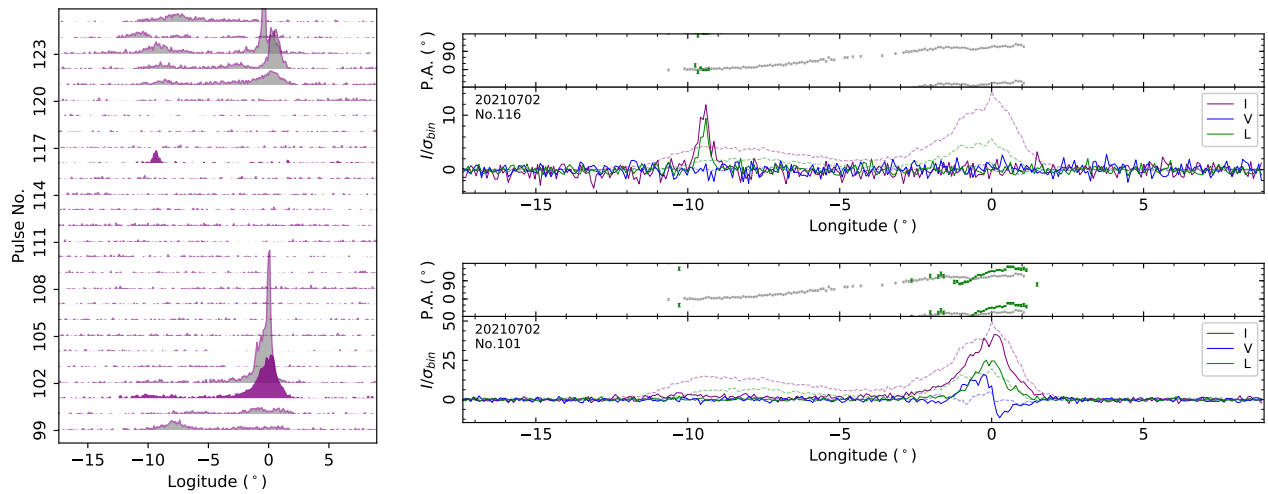 Pulse No.
123
120
117
114
111
108
105
102
99
−15
−10
−5
0
5
Logitude (°)
P.A. (°)
0 90
20210702
No.116
I
V
L
I/σbin
10
0
−15
−10
−5
0
5
Longitude (°)
P.A. (°)
0 90
20210702
No.101
I
V
L
I/σbin
50
25
0
−15
−10
−5
0
5
Longitude (°)